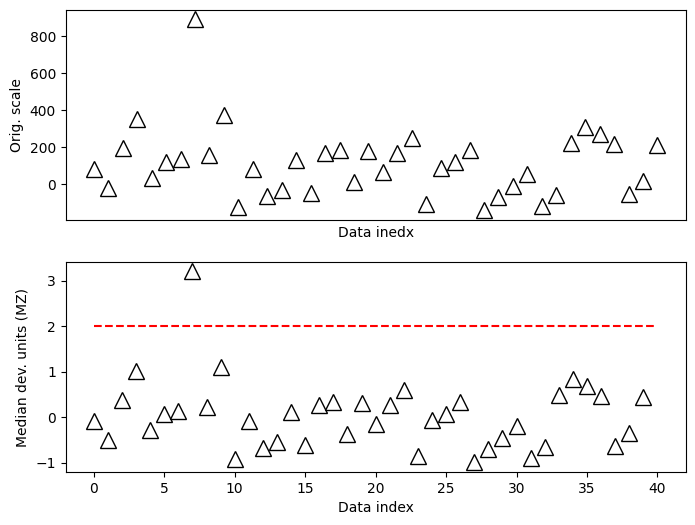 800
600
400
200
0
Orig. scale
Data inedx
3
2
1
0
−1
Median dev. units (MZ)
0 5 10 15 20 25 30 35 40
Data index